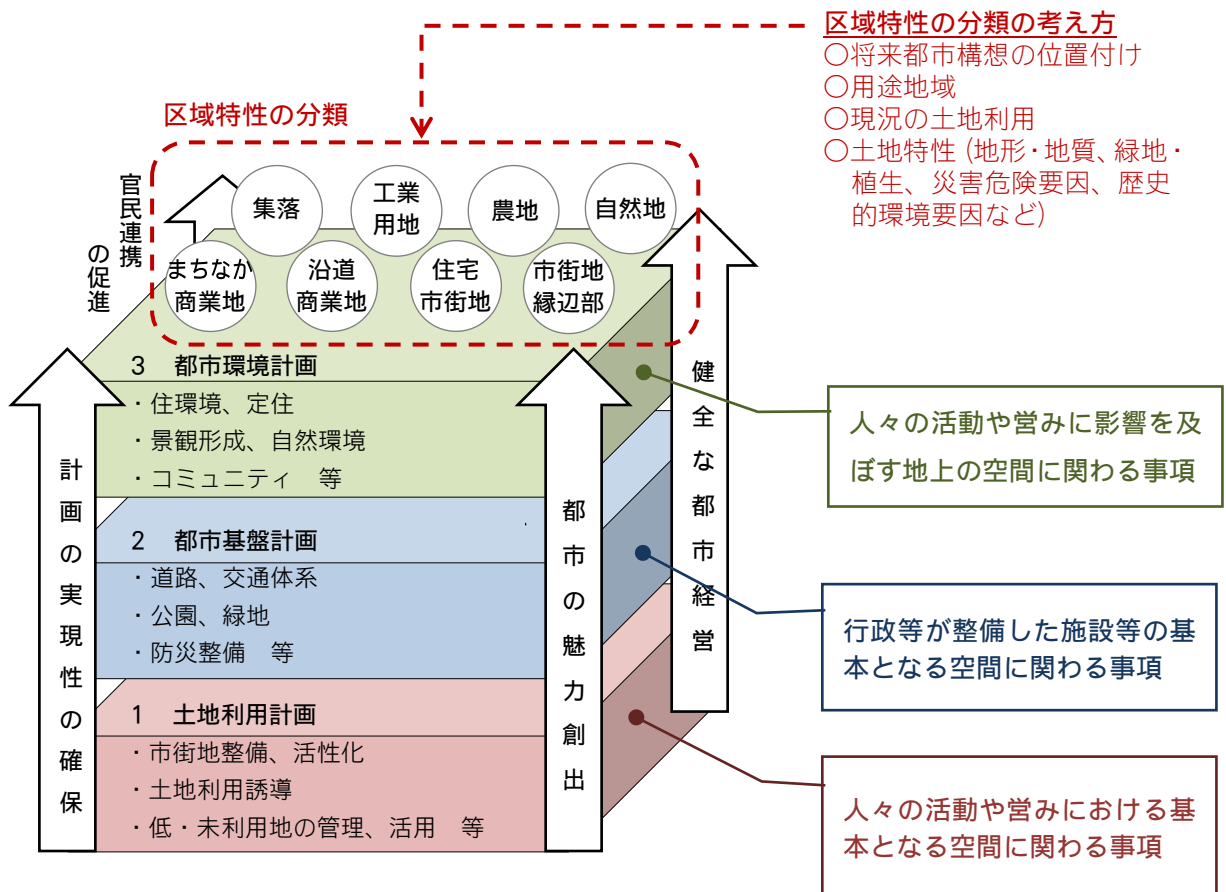 区域特性の分類の考え方
〇将来都市構想の位置付け
〇用途地域
〇現況の土地利用
〇土地特性(地形・地質、緑地・
植生、災害危険要因、歴史
的環境要因など)
区域特性の分類
官民連携
の促進
集落
工業
用地
農地
自然地
まちなか
商業地
沿道
商業地
住宅
市街地
市街地
縁辺部
3 都市環境計画
・住環境、定住
・景観形成、自然環境
・コミュニティ 等
2 都市基盤計画
・道路、交通体系
・公園、緑地
・防災整備 等
1 土地利用計画
・市街地整備、活性化
・土地利用誘導
・低・未利用地の管理、活用 等
計画の実現性の確保
都市の魅力創出
健全な都市経営
人々の活動や営みに影響を及
ぼす地上の空間に関わる事項
行政等が整備した施設等の基
本となる空間に関わる事項
人々の活動や営みにおける基
本となる空間に関わる事項